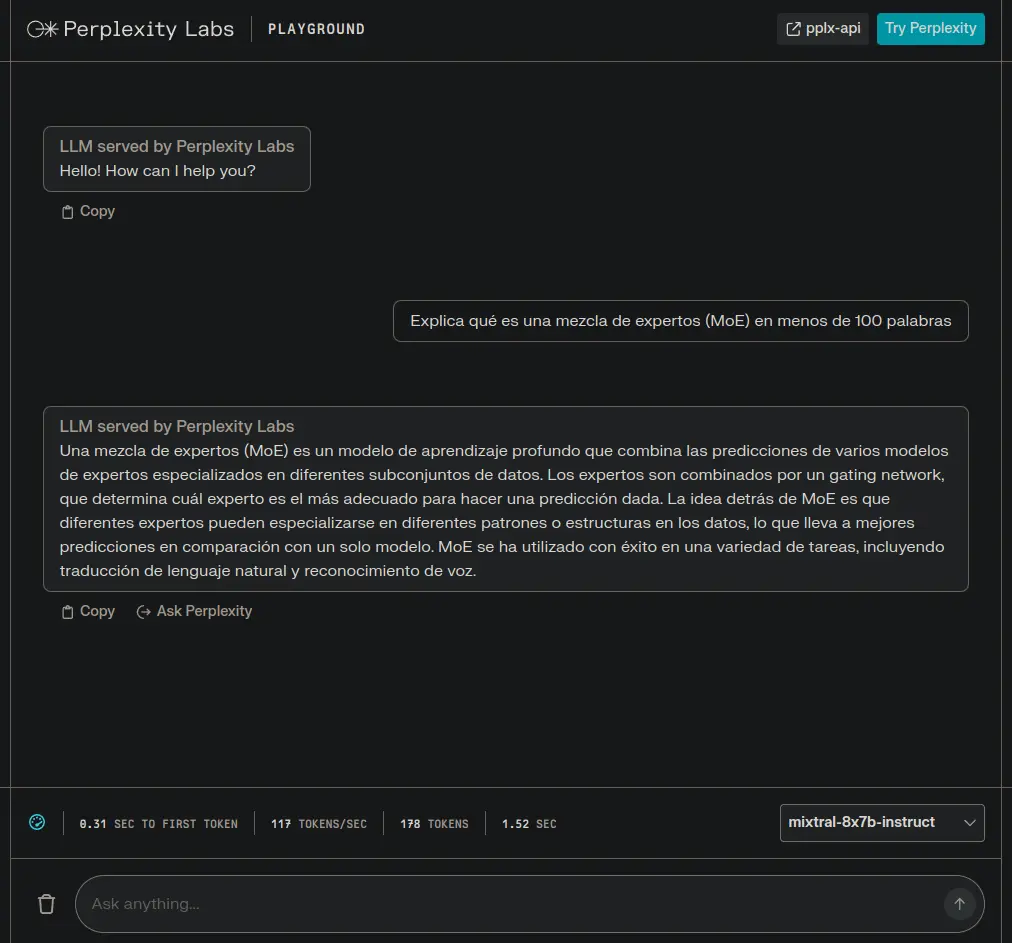 Perplexity Labs PLAYGROUND pplx-api Try Perplexity
LLM served by Perplexity Labs
Hello! How can I help you?
Copy
Explica qué es una mezcla de expertos (MoE) en menos de 100 palabras
LLM served by Perplexity Labs
Una mezcla de expertos (MoE) es un modelo de aprendizaje profundo que combina las predicciones de varios modelos
de expertos especializados en diferentes subconjuntos de datos. Los expertos son combinados por un gating network,
que determina cuál experto es el más adecuado para hacer una predicción dada. La idea detrás de MoE es que
diferentes expertos pueden especializarse en diferentes patrones o estructuras en los datos, lo que lleva a mejores
predicciones en comparación con un solo modelo. MoE se ha utilizado con éxito en una variedad de tareas, incluyendo
traducción de lenguaje natural y reconocimiento de voz.
Copy Ask Perplexity
0.31 SEC TO FIRST TOKEN 117 TOKENS/SEC 178 TOKENS 1.52 SEC mixtral-8x7b-instruct
Ask anything...